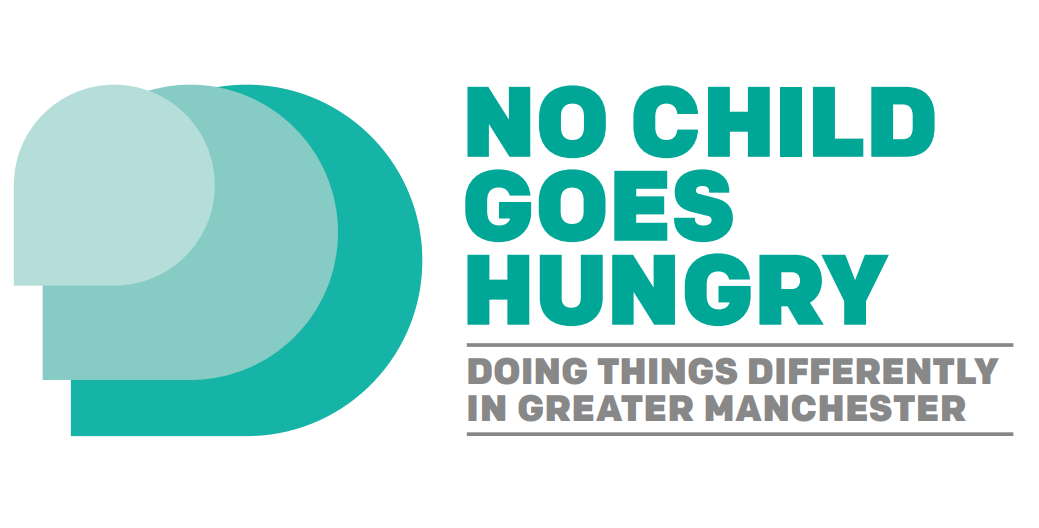 NO CHILD
GOES
HUNGRY
DOING THINGS DIFFERENTLY
IN GREATER MANCHESTER